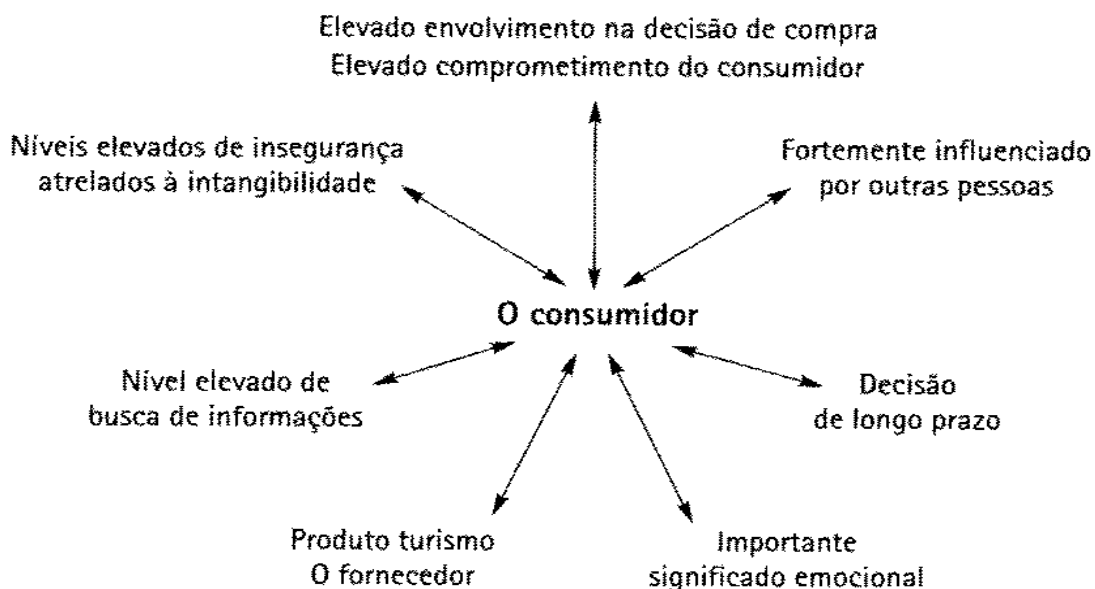 Elevado envolvimento na decisão de compra
Elevado comprometimento do consumidor
Níveis elevados de insegurança
atrelados à intangibilidade
Fortemente influenciado
por outras pessoas
O consumidor
Nível elevado de
busca de informações
Decisão
de longo prazo
Produto turismo
O fornecedor
Importante
significado emocional